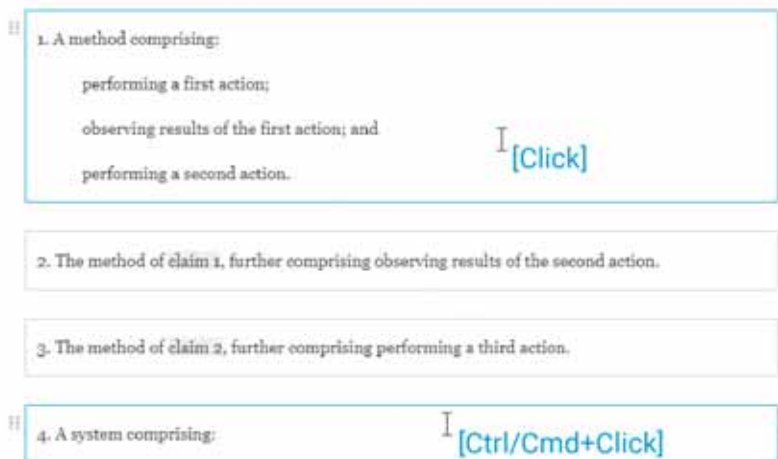 1. A method comprising:
performing a first action;
observing results of the first action; and
[Click]
performing a second action.
2. The method of claim 1, further comprising observing results of the second action.
3. The method of claim 2, further comprising performing a third action.
4. A system comprising:
[Ctrl/Cmd+Click]